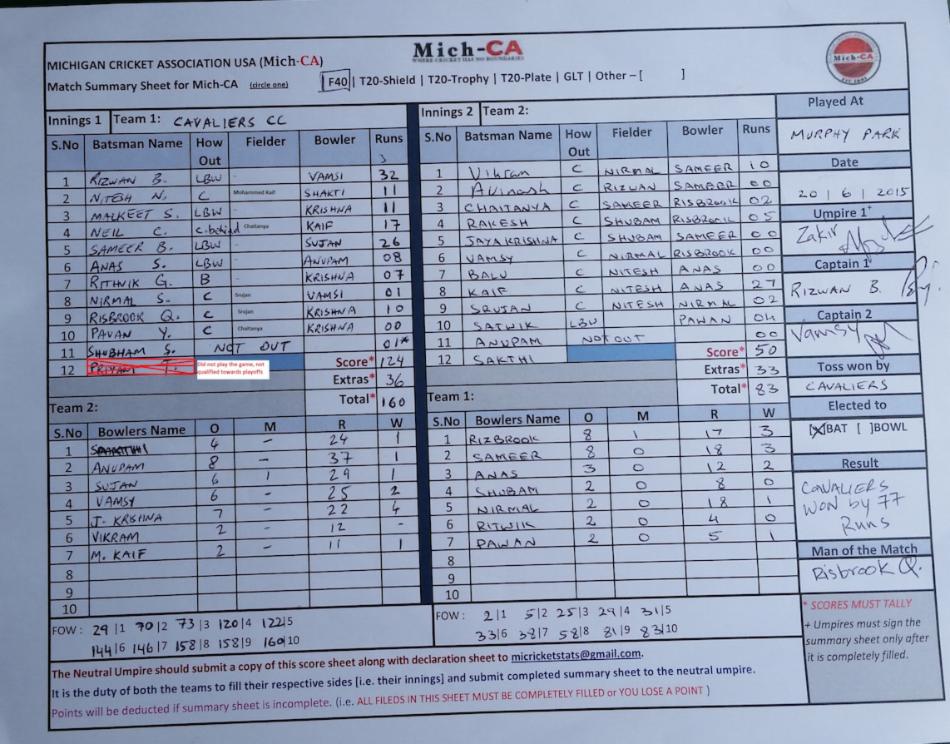 Mich-CA
WHERE CRICKET HAS NO BOUNDARIES
Mich-CA
MICHIGAN CRICKET ASSOCIATION USA (Mich-CA)
Match Summary Sheet for Mich-CA (circle one) F40 | T20-Shield | T20-Trophy | T20-Plate | GLT | Other – [ ]
Innings 1 Team 1: CAVALIERS CC
S.No Batsman Name How Out Fielder Bowler Runs
1 RIZWAN B. LBW - VAMSI 32
2 NITESH N. C Mohammed Kaif SHAKTI 11
3 MALKEET S. LBW - KRISHNA 11
4 NEIL C. c-behind Chaitanya KAIF 17
5 SAMEER B. LBW SUJAN 26
6 ANAS S. LBW ANUPAM 08
7 RITHVIK G. B KRISHNA 07
8 NIRMAL S. C Srujan VAMSI 01
9 RISBROOK Q. C Srujan KRISHNA 10
10 PAVAN Y. C Chaitanya KRISHNA 00
11 SHUBHAM S. NOT OUT 01*
12 PRIYAM T. Did not play the game, not qualified towards playoffs
Score* 124
Extras* 36
Total* 160
Team 2:
S.No Bowlers Name O M R W
1 4 - 24 1
2 ANUPAM 8 - 37 1
3 SUJAN 6 1 29 1
4 VAMSY 6 - 25 2
5 J. KRISHNA 7 - 22 4
6 VIKRAM 2 - 12 -
7 M. KAIF 2 - 11 1
8
9
10
FOW: 29|1 70|2 73|3 120|4 122|5
144|6 146|7 158|8 158|9 160|10
Innings 2 Team 2:
S.No Batsman Name How Out Fielder Bowler Runs
1 Vikram C NIRMAL SAMEER 10
2 Avinash C RIZWAN SAMEER 00
3 CHAITANYA C KRISHNA RISBROOK 02
4 RAKESH C SHUBAM RISBROOK 05
5 JAYAKRISHNA C SHUBAM SAMEER 00
6 VAMSY C NIRMAL RISBROOK 00
7 BALU C NITESH ANAS 00
8 KAIF C NITESH ANAS 27
9 SRUJAN C NITESH NIRMAL 02
10 SATWIK LBW PAWAN 04
11 ANUPAM NOT OUT 00
12 SAKTHI
Score* 50
Extras* 33
Total* 83
Team 1:
S.No Bowlers Name O M R W
1 RIZBROOK 8 1 17 3
2 SAMEER 8 0 18 3
3 ANAS 3 0 12 2
4 SHUBAM 2 0 8 0
5 NIRMAL 2 0 18 1
6 RITWIK 2 0 4 0
7 PAWAN 2 0 5 1
8
9
10
FOW: 2|1 5|2 25|3 29|4 31|5
33|6 38|7 58|8 81|9 83|10
Played At
MURPHY PARK
Date
20 | 6 | 2015
Umpire 1*
Zakir
Captain 1*
RIZWAN B.
Captain 2
Vamsy
Toss won by
CAVALIERS
Elected to
[X]BAT [ ]BOWL
Result
CAVALIERS
WON by 77
Runs
Man of the Match
Risbrook Q.
* SCORES MUST TALLY
+ Umpires must sign the
summary sheet only after
it is completely filled.
The Neutral Umpire should submit a copy of this score sheet along with declaration sheet to micricketstats@gmail.com.
It is the duty of both the teams to fill their respective sides [i.e. their innings] and submit completed summary sheet to the neutral umpire.
Points will be deducted if summary sheet is incomplete. (i.e. ALL FILEDS IN THIS SHEET MUST BE COMPLETELY FILLED or YOU LOSE A POINT )